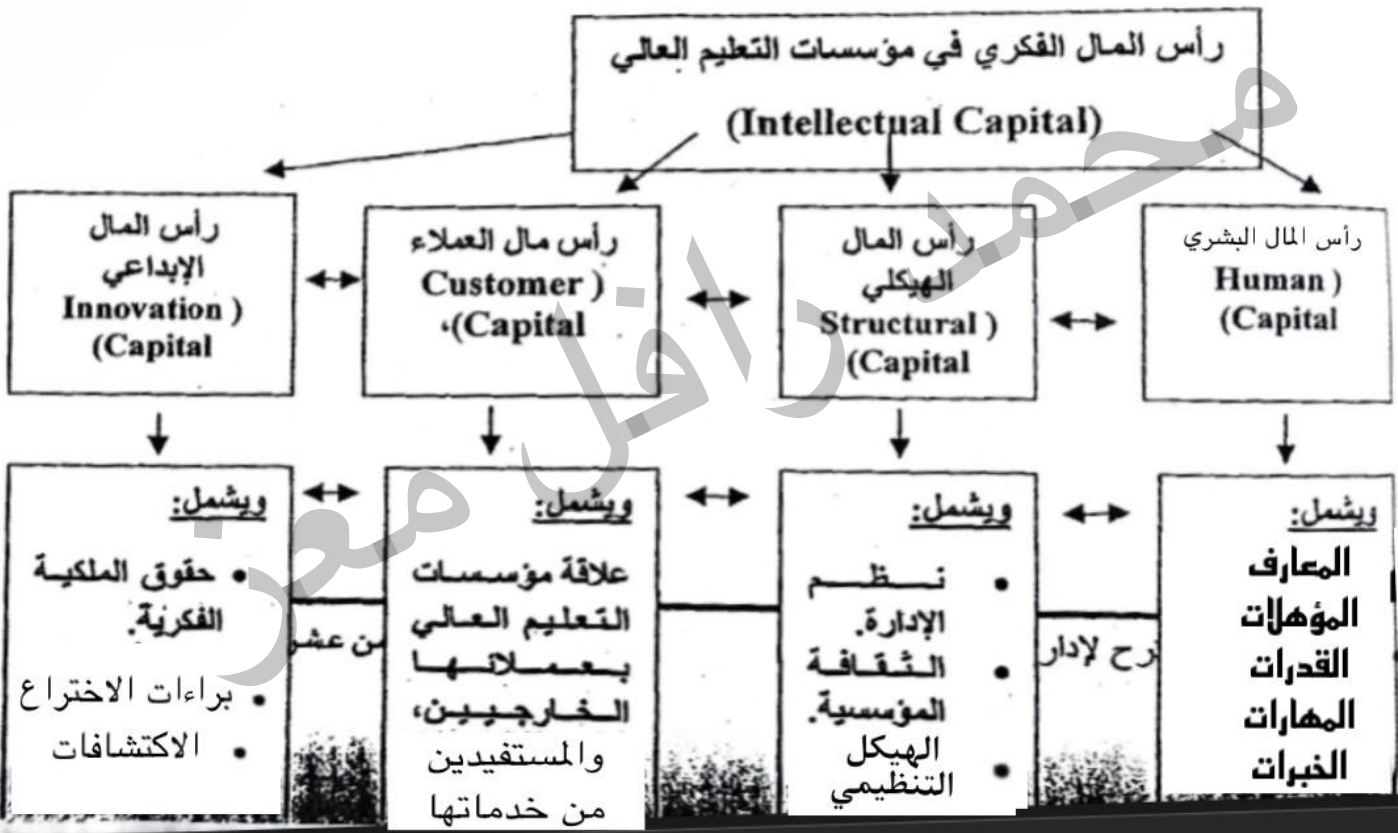 رأس المال الفكري في مؤسسات التعليم العالي
(Intellectual Capital)
رأس المال البشري
Human )
(Capital
رأس المال
الهيكلي
Structural )
(Capital
رأس مال العملاء
Customer )
(Capital،
رأس المال
الإبداعي
Innovation )
(Capital
ويشمل:
المعارف
المؤهلات
القدرات
المهارات
الخبرات
ويشمل:
• نظم
الإدارة.
• الثقافة
المؤسسية.
• الهيكل
التنظيمي
ويشمل:
علاقة مؤسسات
التعليم العالي
بعملائها
الخارجيين،
والمستفيدين
من خدماتها
ويشمل:
• حقوق الملكية
الفكرية.
• براءات الاختراع
• الاكتشافات
محمد رافل معن